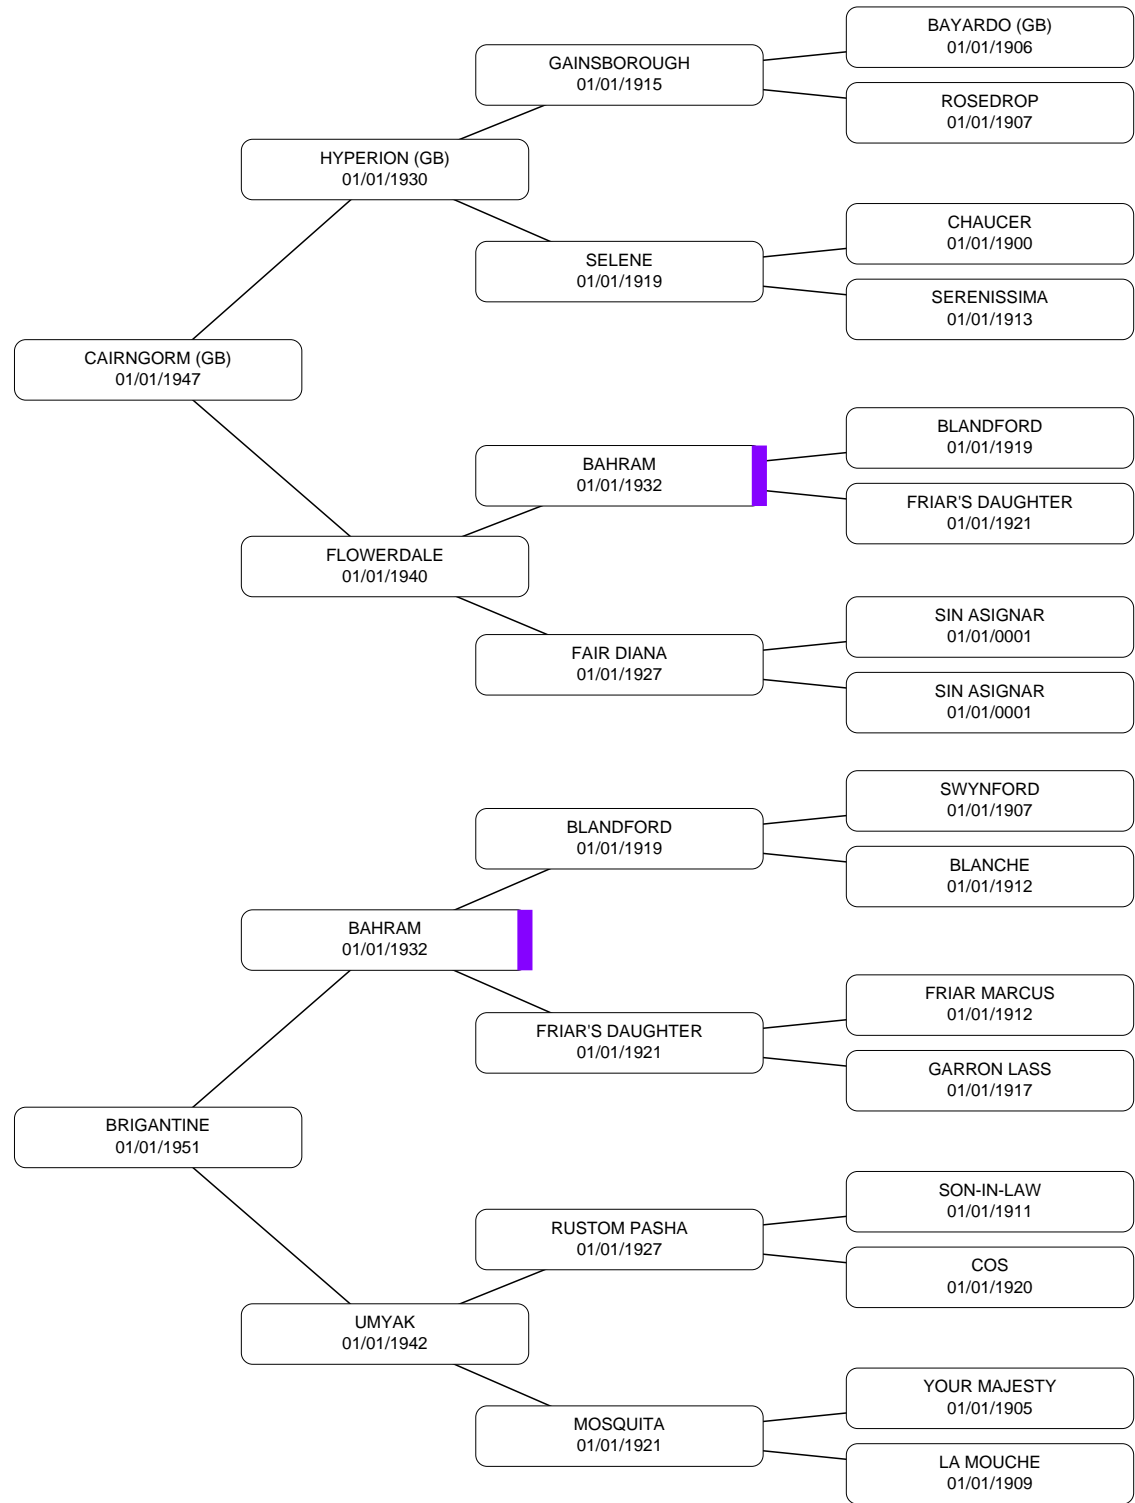 BAYARDO (GB)
01/01/1906
GAINSBOROUGH
01/01/1915
ROSEDROP
01/01/1907
HYPERION (GB)
01/01/1930
CHAUCER
01/01/1900
SELENE
01/01/1919
SERENISSIMA
01/01/1913
CAIRNGORM (GB)
01/01/1947
BLANDFORD
01/01/1919
BAHRAM
01/01/1932
FRIAR'S DAUGHTER
01/01/1921
FLOWERDALE
01/01/1940
SIN ASIGNAR
01/01/0001
FAIR DIANA
01/01/1927
SIN ASIGNAR
01/01/0001
SWYNFORD
01/01/1907
BLANDFORD
01/01/1919
BLANCHE
01/01/1912
BAHRAM
01/01/1932
FRIAR MARCUS
01/01/1912
FRIAR'S DAUGHTER
01/01/1921
GARRON LASS
01/01/1917
BRIGANTINE
01/01/1951
SON-IN-LAW
01/01/1911
RUSTOM PASHA
01/01/1927
COS
01/01/1920
UMYAK
01/01/1942
YOUR MAJESTY
01/01/1905
MOSQUITA
01/01/1921
LA MOUCHE
01/01/1909